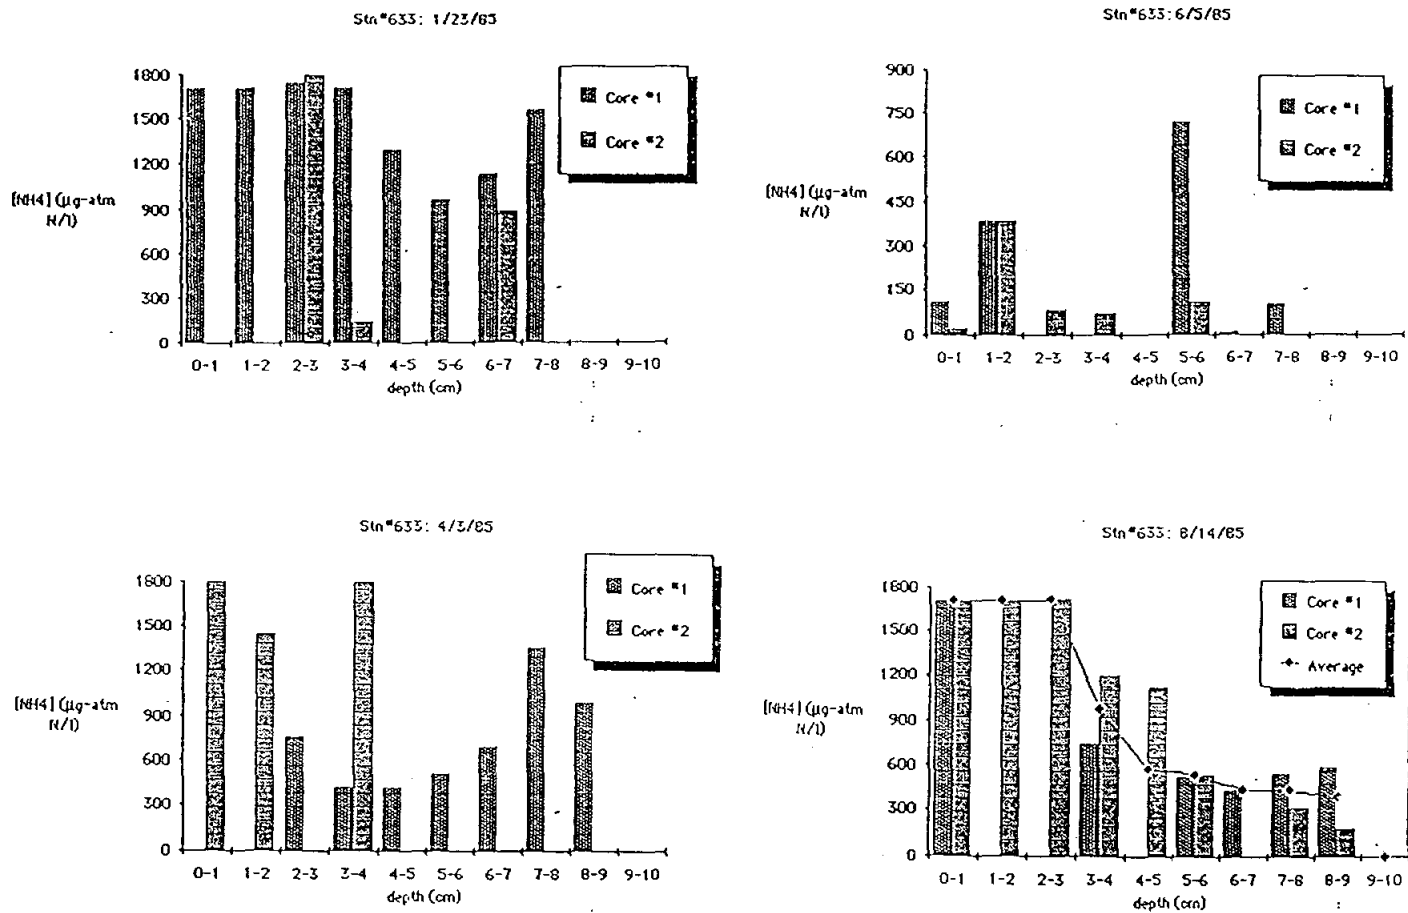 Stn#633: 1/23/85
1800
1500
1200
900
600
300
0
[NH4] (µg-atm
N/l)
0-1 1-2 2-3 3-4 4-5 5-6 6-7 7-8 8-9 9-10
depth (cm)
Core #1
Core #2
Stn#633: 6/5/85
900
750
600
450
300
150
0
[NH4] (µg-atm
N/l)
0-1 1-2 2-3 3-4 4-5 5-6 6-7 7-8 8-9 9-10
depth (cm)
Core #1
Core #2
Stn#633: 4/3/85
1800
1500
1200
900
600
300
0
[NH4] (µg-atm
N/l)
0-1 1-2 2-3 3-4 4-5 5-6 6-7 7-8 8-9 9-10
depth (cm)
Core #1
Core #2
Stn#633: 8/14/85
1800
1500
1200
900
600
300
0
[NH4] (µg-atm
N/l)
0-1 1-2 2-3 3-4 4-5 5-6 6-7 7-8 8-9 9-10
depth (cm)
Core #1
Core #2
Average